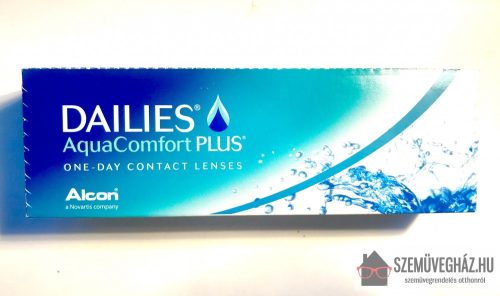 DAILIES®
AquaComfort PLUS®
ONE-DAY CONTACT LENSES
Alcon®
a Novartis company
SZEMÜVEGHÁZ.HU
szemüvegrendelés otthonról